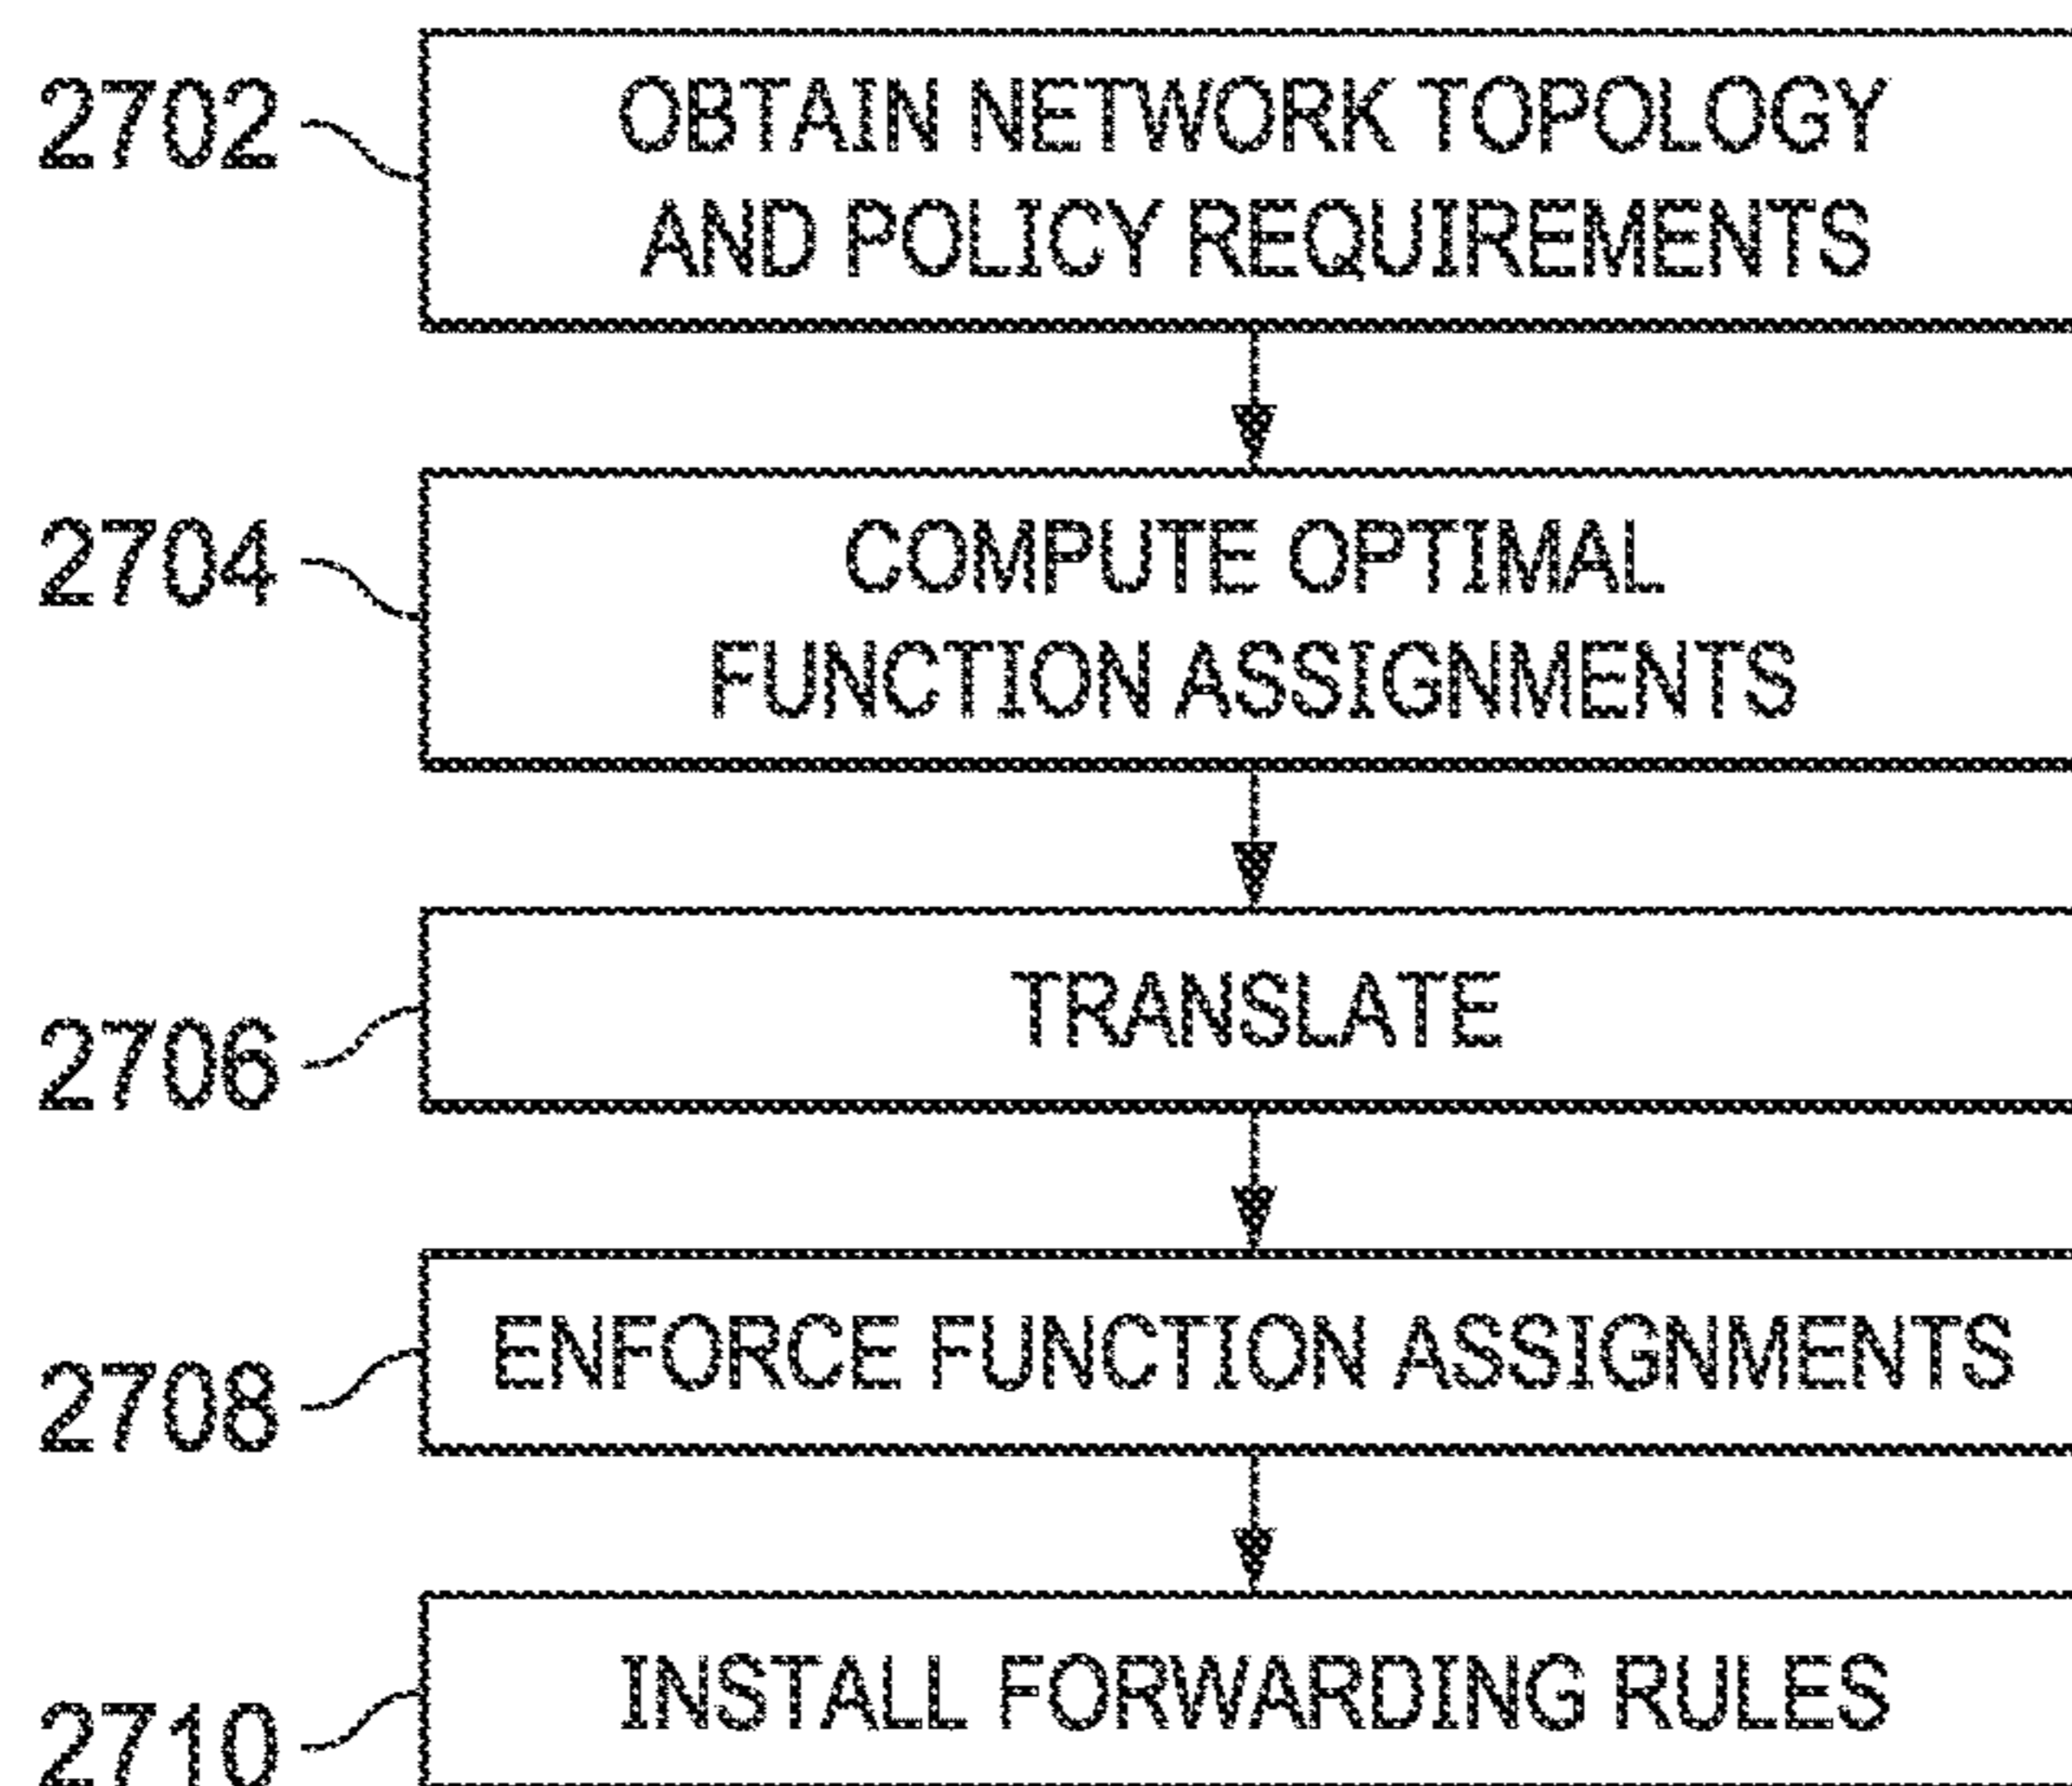 2702
OBTAIN NETWORK TOPOLOGY
AND POLICY REQUIREMENTS
2704
COMPUTE OPTIMAL
FUNCTION ASSIGNMENTS
2706
TRANSLATE
2708
ENFORCE FUNCTION ASSIGNMENTS
2710
INSTALL FORWARDING RULES